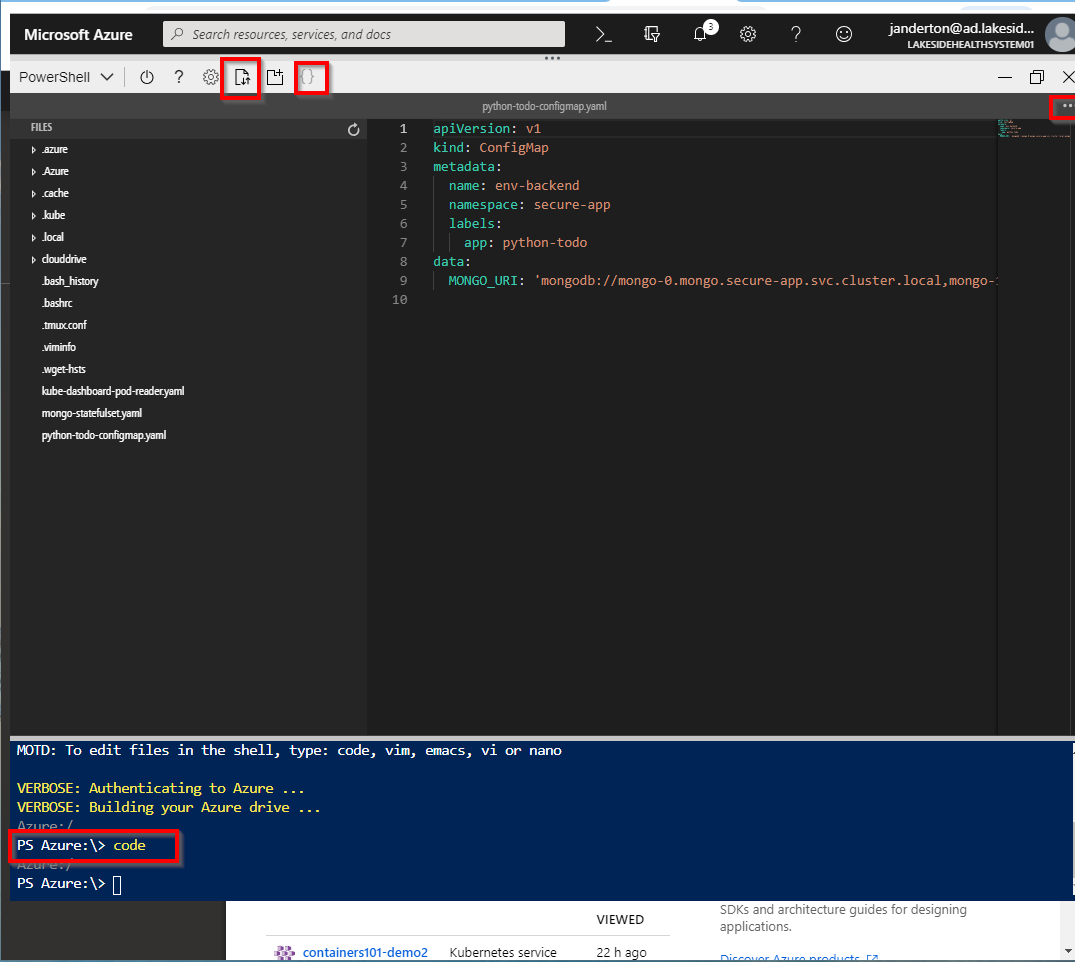 Microsoft Azure
Search resources, services, and docs
3
janderton@ad.lakesid...
LAKESIDEHEALTHSYSTEM01
PowerShell
?
{}
python-todo-configmap.yaml
FILES
.azure
.Azure
.cache
.kube
.local
clouddrive
.bash_history
.bashrc
.tmux.conf
.viminfo
.wget-hsts
kube-dashboard-pod-reader.yaml
mongo-statefulset.yaml
python-todo-configmap.yaml
1 apiVersion: v1
2 kind: ConfigMap
3 metadata:
4 name: env-backend
5 namespace: secure-app
6 labels:
7 app: python-todo
8 data:
9 MONGO_URI: 'mongodb://mongo-0.mongo.secure-app.svc.cluster.local,mongo-1
10
MOTD: To edit files in the shell, type: code, vim, emacs, vi or nano
VERBOSE: Authenticating to Azure ...
VERBOSE: Building your Azure drive ...
Azure:/
PS Azure:\> code
Azure:/
PS Azure:\>
VIEWED
containers101-demo2 Kubernetes service 22 h ago
SDKs and architecture guides for designing
applications.
Discover Azure products